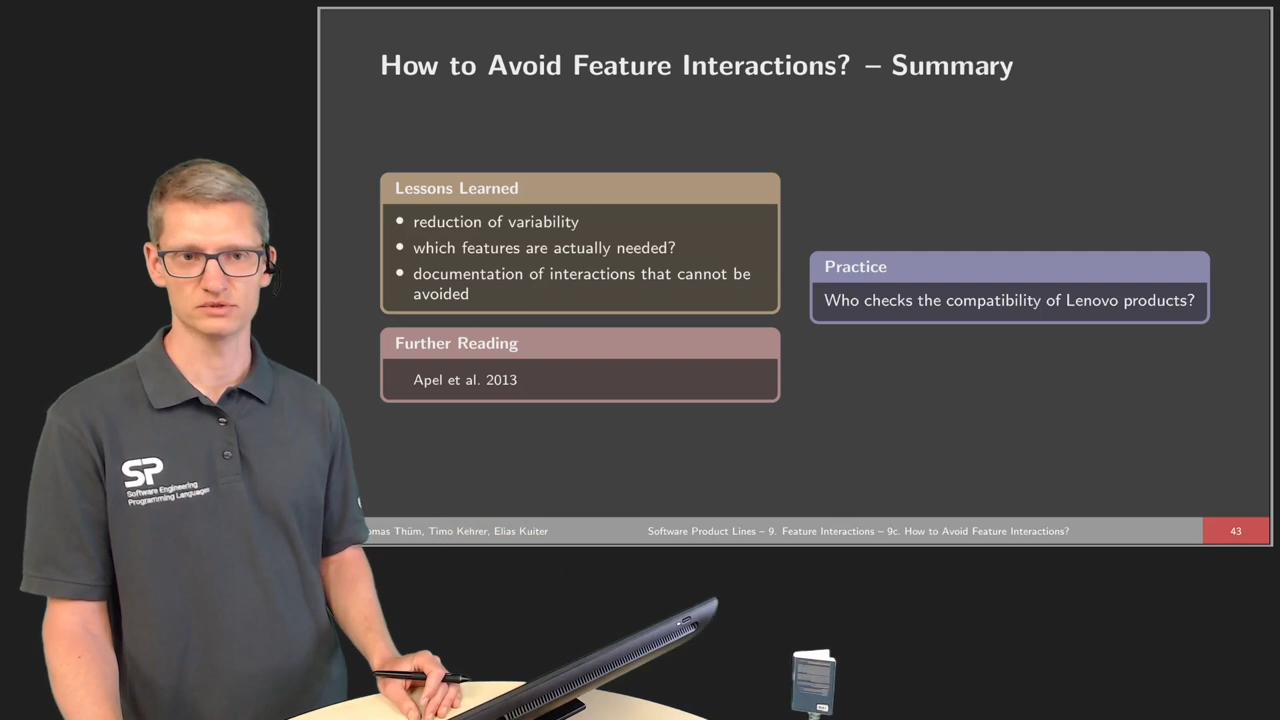 How to Avoid Feature Interactions? – Summary
Lessons Learned
• reduction of variability
• which features are actually needed?
• documentation of interactions that cannot be
avoided
Further Reading
Apel et al. 2013
Practice
Who checks the compatibility of Lenovo products?
SP
Software Engineering
Programming Languages
Thüm, Timo Kehrer, Elias Kuiter
Software Product Lines – 9. Feature Interactions – 9c. How to Avoid Feature Interactions?
43